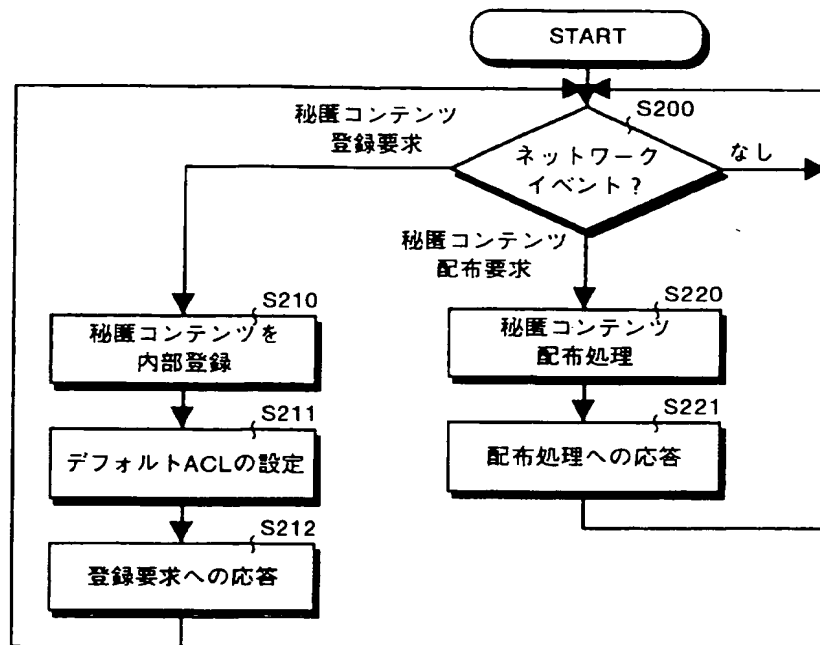 START
S200
秘匿コンテンツ
登録要求
ネットワーク
イベント?
なし
秘匿コンテンツ
配布要求
S210
秘匿コンテンツを
内部登録
S211
デフォルトACLの設定
S212
登録要求への応答
S220
秘匿コンテンツ
配布処理
S221
配布処理への応答